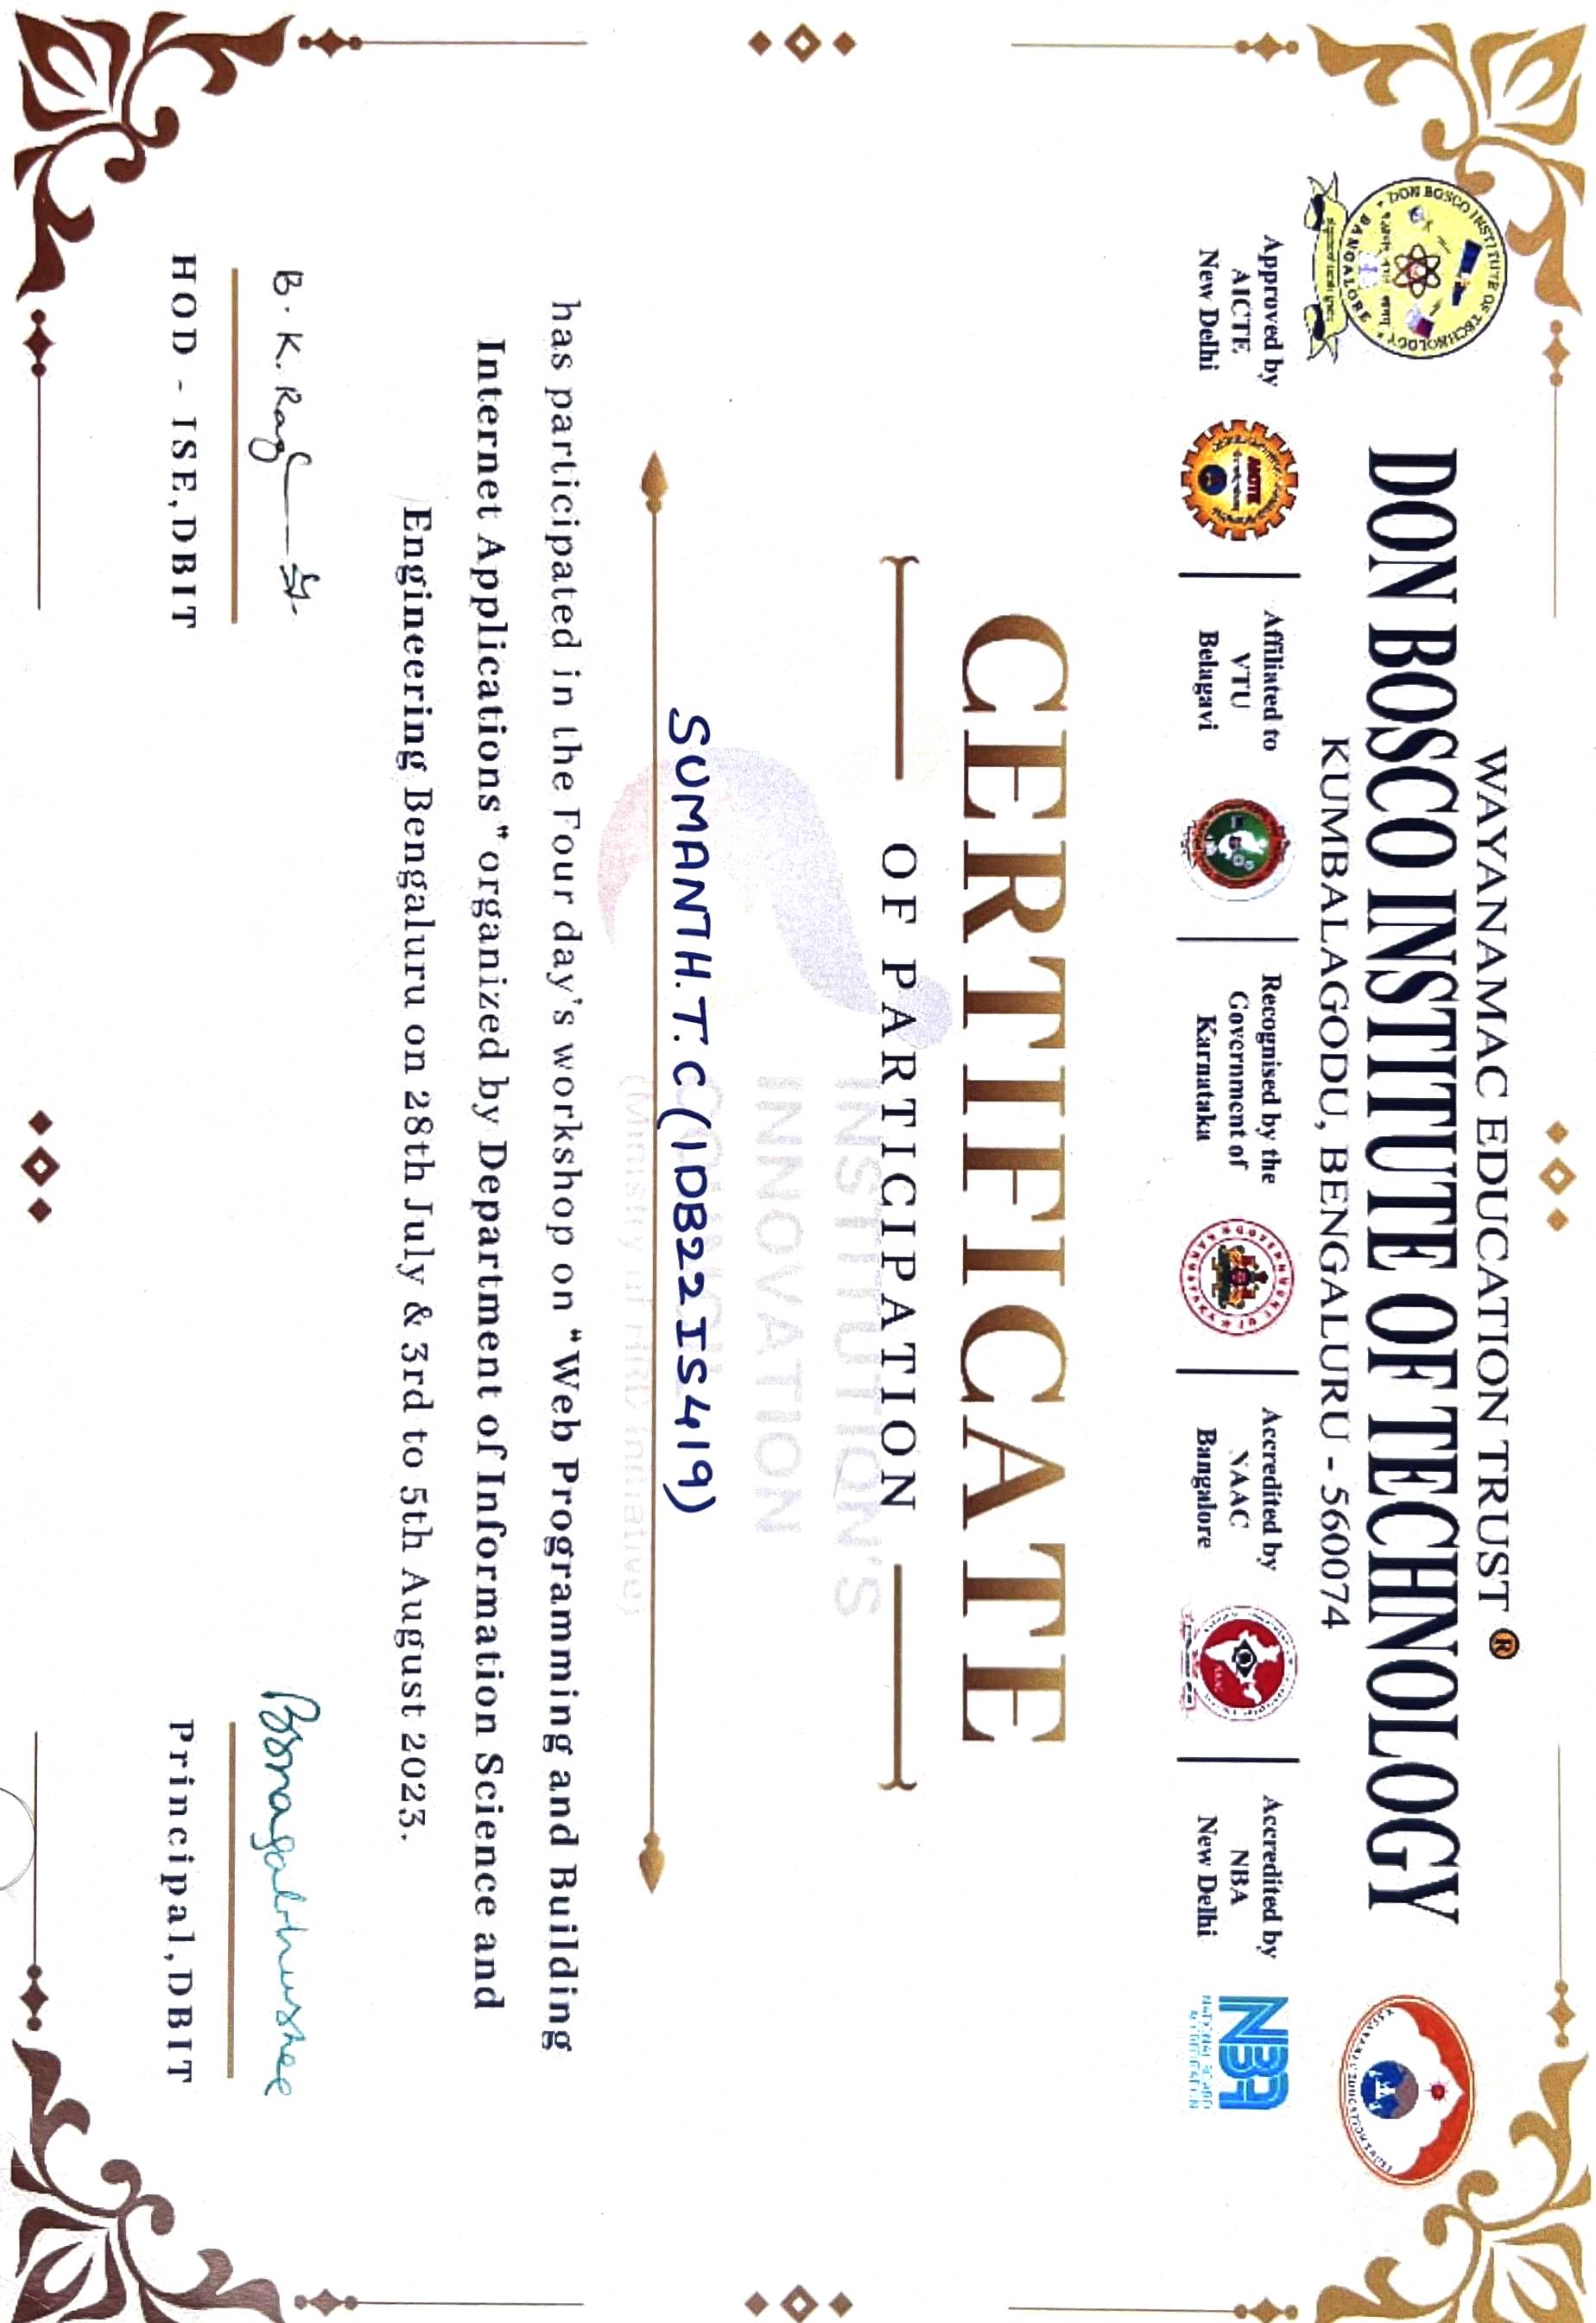 WAYANAMAC EDUCATION TRUST ®
DON BOSCO INSTITUTE OF TECHNOLOGY
KUMBALAGODU, BENGALURU - 560074
DON BOSCO INSTITUTE OF TECHNOLOGY
BANGALORE
Approved by
AICTE
New Delhi
AICTE
Affiliated to
VTU
Belagavi
Recognised by the
Government of
Karnataka
GOVERNMENT OF KARNATAKA
Accredited by
NAAC
Bangalore
NAAC
Accredited by
NBA
New Delhi
NBA
NATIONAL BOARD
ACCREDITATION
CERTIFICATE
OF PARTICIPATION
INSTITUTION'S
INNOVATION
COUNCIL
(Ministry of HRD Initiative)
SUMANTH.T.C (1DB22IS419)
has participated in the Four day's workshop on "Web Programming and Building
Internet Applications " organized by Department of Information Science and
Engineering Bengaluru on 28th July & 3rd to 5th August 2023.
B. K. Rag
HOD - ISE,DBIT
Principal,DBIT